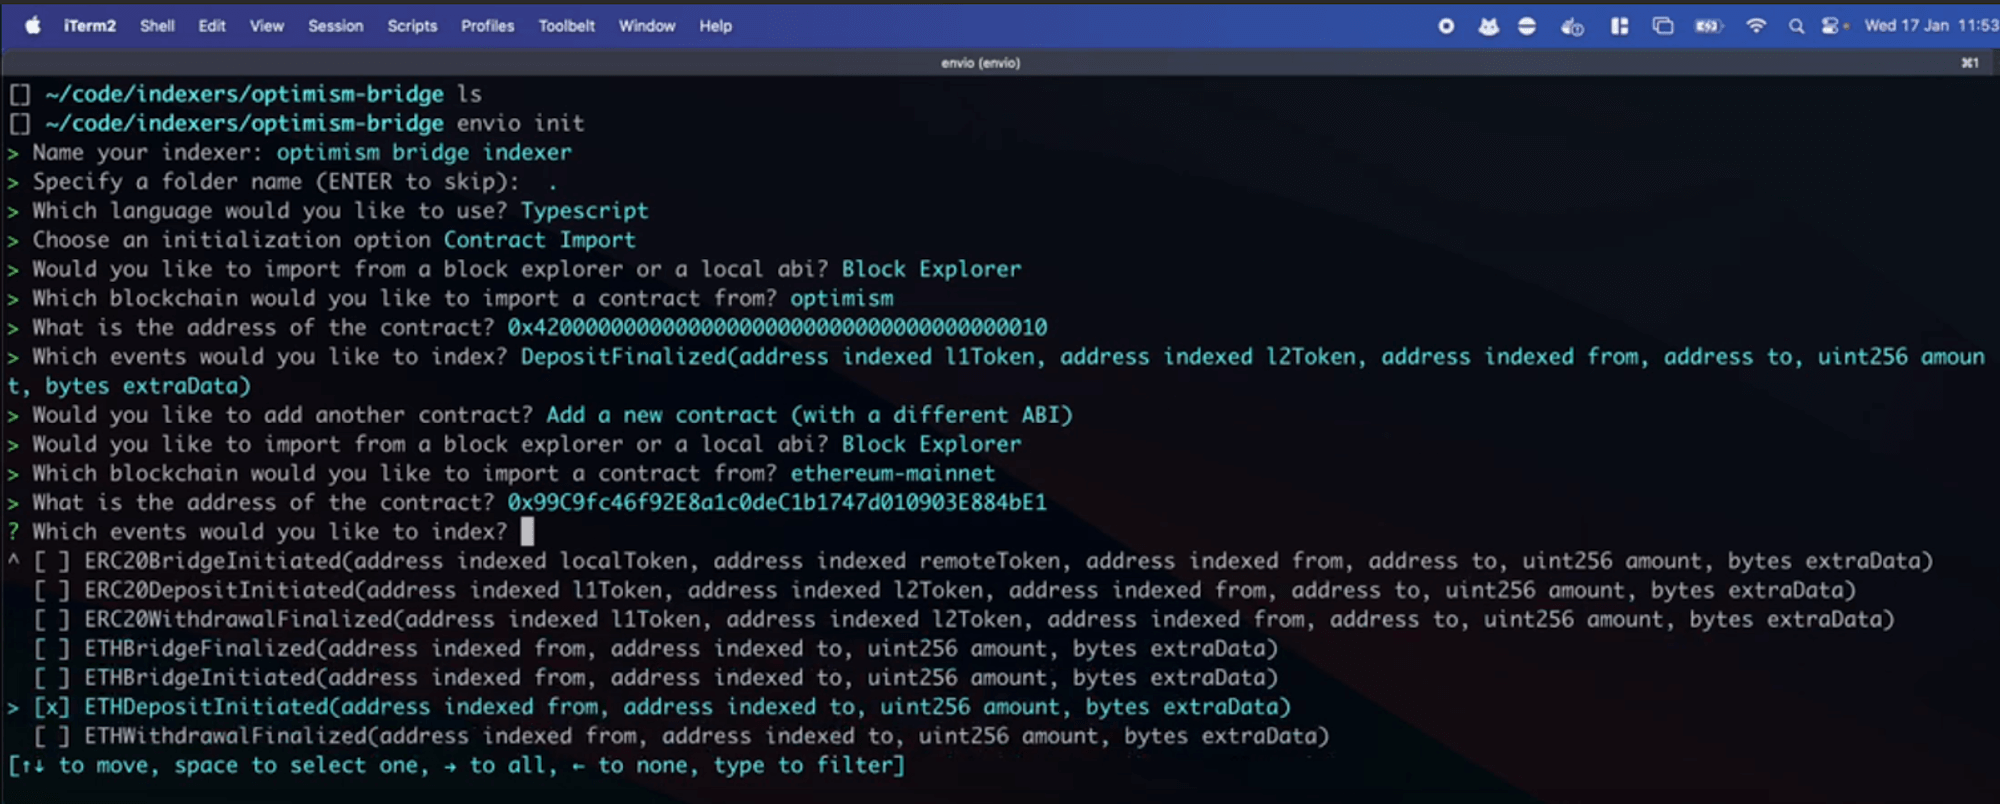 iTerm2 Shell Edit View Session Scripts Profiles Toolbelt Window Help Wed 17 Jan 11:53
envio (envio) ⌘1
[] ~/code/indexers/optimism-bridge ls
[] ~/code/indexers/optimism-bridge envio init
> Name your indexer: optimism bridge indexer
> Specify a folder name (ENTER to skip):  .
> Which language would you like to use? Typescript
> Choose an initialization option Contract Import
> Would you like to import from a block explorer or a local abi? Block Explorer
> Which blockchain would you like to import a contract from? optimism
> What is the address of the contract? 0x4200000000000000000000000000000000000010
> Which events would you like to index? DepositFinalized(address indexed l1Token, address indexed l2Token, address indexed from, address to, uint256 amoun
t, bytes extraData)
> Would you like to add another contract? Add a new contract (with a different ABI)
> Would you like to import from a block explorer or a local abi? Block Explorer
> Which blockchain would you like to import a contract from? ethereum-mainnet
> What is the address of the contract? 0x99C9fc46f92E8a1c0deC1b1747d010903E884bE1
? Which events would you like to index?
^ [ ] ERC20BridgeInitiated(address indexed localToken, address indexed remoteToken, address indexed from, address to, uint256 amount, bytes extraData)
[ ] ERC20DepositInitiated(address indexed l1Token, address indexed l2Token, address indexed from, address to, uint256 amount, bytes extraData)
[ ] ERC20WithdrawalFinalized(address indexed l1Token, address indexed l2Token, address indexed from, address to, uint256 amount, bytes extraData)
[ ] ETHBridgeFinalized(address indexed from, address indexed to, uint256 amount, bytes extraData)
[ ] ETHBridgeInitiated(address indexed from, address indexed to, uint256 amount, bytes extraData)
> [x] ETHDepositInitiated(address indexed from, address indexed to, uint256 amount, bytes extraData)
[ ] ETHWithdrawalFinalized(address indexed from, address indexed to, uint256 amount, bytes extraData)
[↑↓ to move, space to select one, → to all, ← to none, type to filter]